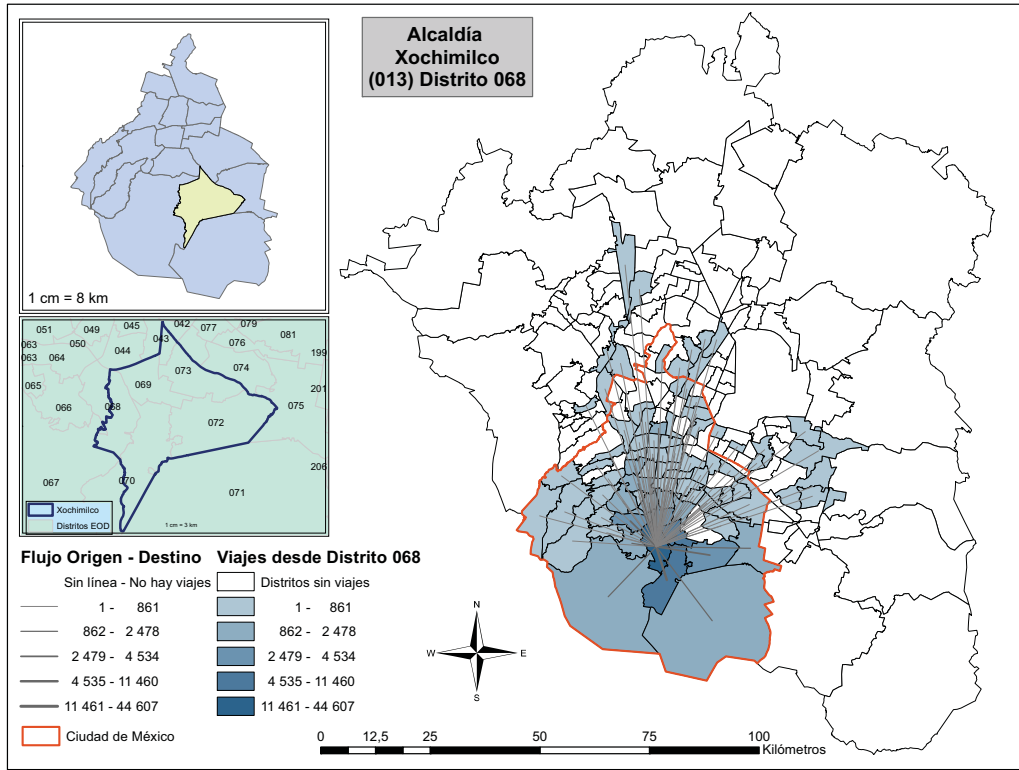 Alcaldía
Xochimilco
(013) Distrito 068
1 cm = 8 km
051
049
045
042
077
079
081
063
050
044
043
076
199
063
064
074
065
069
073
201
066
068
075
072
067
070
206
071
Xochimilco
Distritos EOD
1 cm = 3 km
Flujo Origen - Destino
Sin línea - No hay viajes
1 - 861
862 - 2 478
2 479 - 4 534
4 535 - 11 460
11 461 - 44 607
Ciudad de México
Viajes desde Distrito 068
Distritos sin viajes
1 - 861
862 - 2 478
2 479 - 4 534
4 535 - 11 460
11 461 - 44 607
N
W
E
S
0 12,5 25 50 75 100
Kilómetros